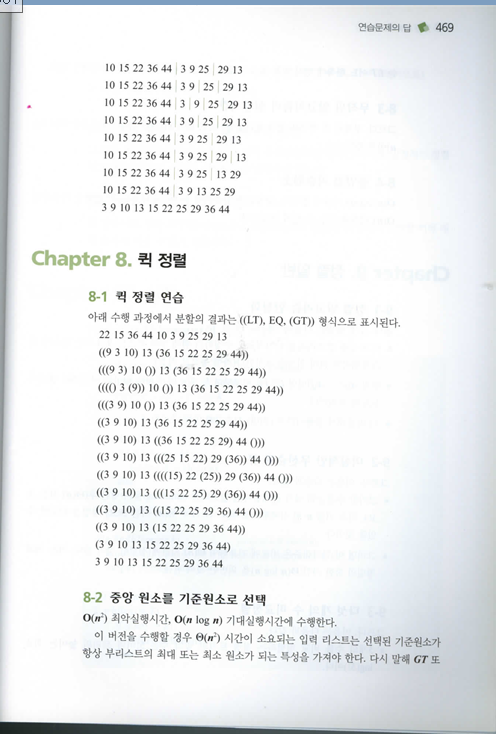 연습문제의 답 469
10 15 22 36 44 | 3 9 25 | 29 13
10 15 22 36 44 | 3 9 | 25 | 29 13
10 15 22 36 44 | 3 | 9 | 25 | 29 13
10 15 22 36 44 | 3 9 | 25 | 29 13
10 15 22 36 44 | 3 9 25 | 29 13
10 15 22 36 44 | 3 9 25 | 29 | 13
10 15 22 36 44 | 3 9 25 | 13 29
10 15 22 36 44 | 3 9 13 25 29
3 9 10 13 15 22 25 29 36 44
Chapter 8. 퀵 정렬
8-1 퀵 정렬 연습
아래 수행 과정에서 분할의 결과는 ((LT), EQ, (GT)) 형식으로 표시된다.
22 15 36 44 10 3 9 25 29 13
((9 3 10) 13 (36 15 22 25 29 44))
(((9 3) 10 ()) 13 (36 15 22 25 29 44))
((((() 3 (9)) 10 ()) 13 (36 15 22 25 29 44))
(((3 9) 10 ()) 13 (36 15 22 25 29 44))
((3 9 10) 13 (36 15 22 25 29 44))
((3 9 10) 13 ((36 15 22 25 29) 44 ()))
((3 9 10) 13 (((25 15 22) 29 (36)) 44 ()))
((3 9 10) 13 ((((15) 22 (25)) 29 (36)) 44 ()))
((3 9 10) 13 (((15 22 25) 29 (36)) 44 ()))
((3 9 10) 13 ((15 22 25 29 36) 44 ()))
((3 9 10) 13 (15 22 25 29 36 44))
(3 9 10 13 15 22 25 29 36 44)
3 9 10 13 15 22 25 29 36 44
8-2 중앙 원소를 기준원소로 선택
O(n²) 최악실행시간, O(n log n) 기대실행시간에 수행한다.
이 버전을 수행할 경우 Θ(n²) 시간이 소요되는 입력 리스트는 선택된 기준원소가
항상 부리스트의 최대 또는 최소 원소가 되는 특성을 가져야 한다. 다시 말해 GT 또